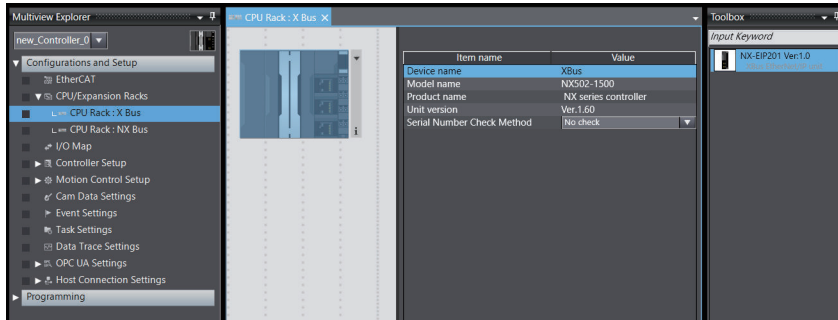 Multiview Explorer
new_Controller_0
Configurations and Setup
EtherCAT
CPU/Expansion Racks
CPU Rack : X Bus
CPU Rack : NX Bus
I/O Map
Controller Setup
Motion Control Setup
Cam Data Settings
Event Settings
Task Settings
Data Trace Settings
OPC UA Settings
Host Connection Settings
Programming
CPU Rack : X Bus
Item name Value
Device name XBus
Model name NX502-1500
Product name NX series controller
Unit version Ver.1.60
Serial Number Check Method No check
Toolbox
Input Keyword
NX-EIP201 Ver:1.0